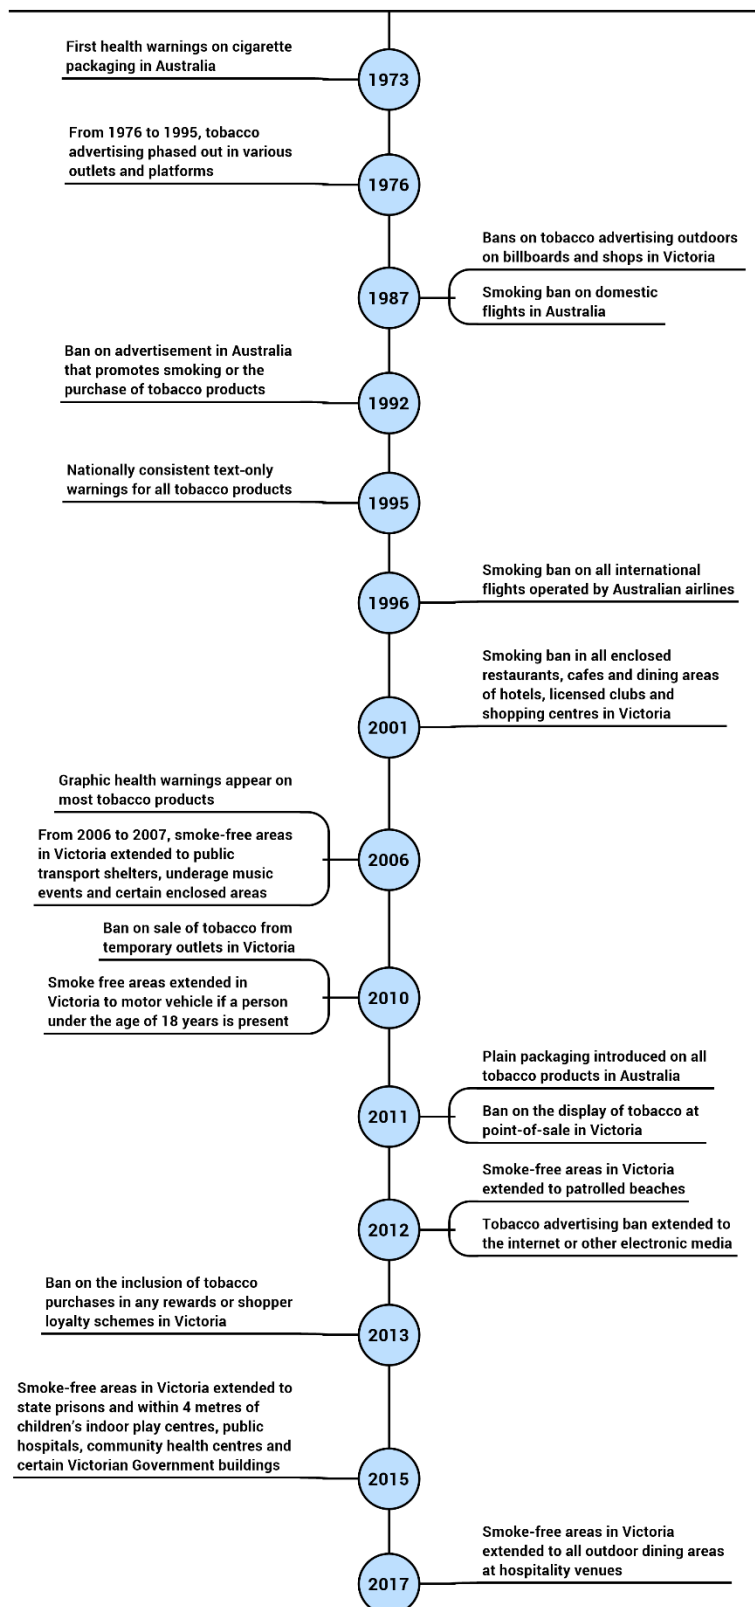 First health warnings on cigarette
packaging in Australia
1973
From 1976 to 1995, tobacco
advertising phased out in various
outlets and platforms
1976
Bans on tobacco advertising outdoors
on billboards and shops in Victoria
1987
Smoking ban on domestic
flights in Australia
Ban on advertisement in Australia
that promotes smoking or the
purchase of tobacco products
1992
Nationally consistent text-only
warnings for all tobacco products
1995
Smoking ban on all international
flights operated by Australian airlines
1996
Smoking ban in all enclosed
restaurants, cafes and dining areas
of hotels, licensed clubs and
shopping centres in Victoria
2001
Graphic health warnings appear on
most tobacco products
From 2006 to 2007, smoke-free areas
in Victoria extended to public
transport shelters, underage music
events and certain enclosed areas
2006
Ban on sale of tobacco from
temporary outlets in Victoria
Smoke free areas extended in
Victoria to motor vehicle if a person
under the age of 18 years is present
2010
Plain packaging introduced on all
tobacco products in Australia
2011
Ban on the display of tobacco at
point-of-sale in Victoria
Smoke-free areas in Victoria
extended to patrolled beaches
2012
Tobacco advertising ban extended to
the internet or other electronic media
Ban on the inclusion of tobacco
purchases in any rewards or shopper
loyalty schemes in Victoria
2013
Smoke-free areas in Victoria extended to
state prisons and within 4 metres of
children's indoor play centres, public
hospitals, community health centres and
certain Victorian Government buildings
2015
Smoke-free areas in Victoria
extended to all outdoor dining areas
at hospitality venues
2017